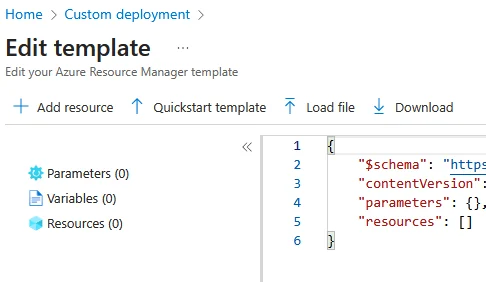 Home > Custom deployment >
Edit template ...
Edit your Azure Resource Manager template
+ Add resource ↑ Quickstart template ↑ Load file ↓ Download
«
Parameters (0)
Variables (0)
Resources (0)
1 {
2 "$schema": "https
3 "contentVersion":
4 "parameters": {},
5 "resources": []
6 }